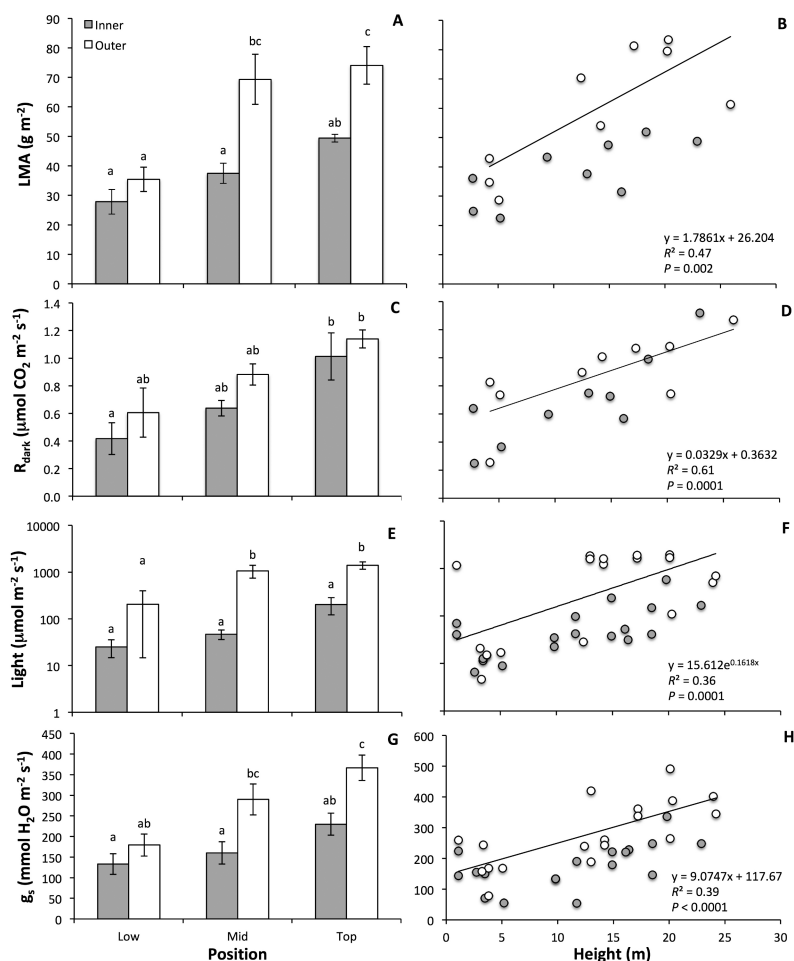 A
Inner
Outer
90
80
70
60
50
40
30
20
10
0
LMA (g m-2)
a
a
a
bc
ab
c
B
y = 1.7861x + 26.204
R² = 0.47
P = 0.002
C
1.4
1.2
1.0
0.8
0.6
0.4
0.2
0.0
Rdark (μmol CO2 m-2 s-1)
a
ab
ab
ab
b
b
D
y = 0.0329x + 0.3632
R² = 0.61
P = 0.0001
E
10000
1000
100
10
1
Light (μmol m-2 s-1)
a
a
a
b
a
b
F
y = 15.612e0.1618x
R² = 0.36
P = 0.0001
G
450
400
350
300
250
200
150
100
50
0
gs (mmol H2O m-2 s-1)
a
ab
a
bc
ab
c
Low
Mid
Top
Position
H
600
500
400
300
200
100
0
y = 9.0747x + 117.67
R² = 0.39
P < 0.0001
0
5
10
15
20
25
30
Height (m)